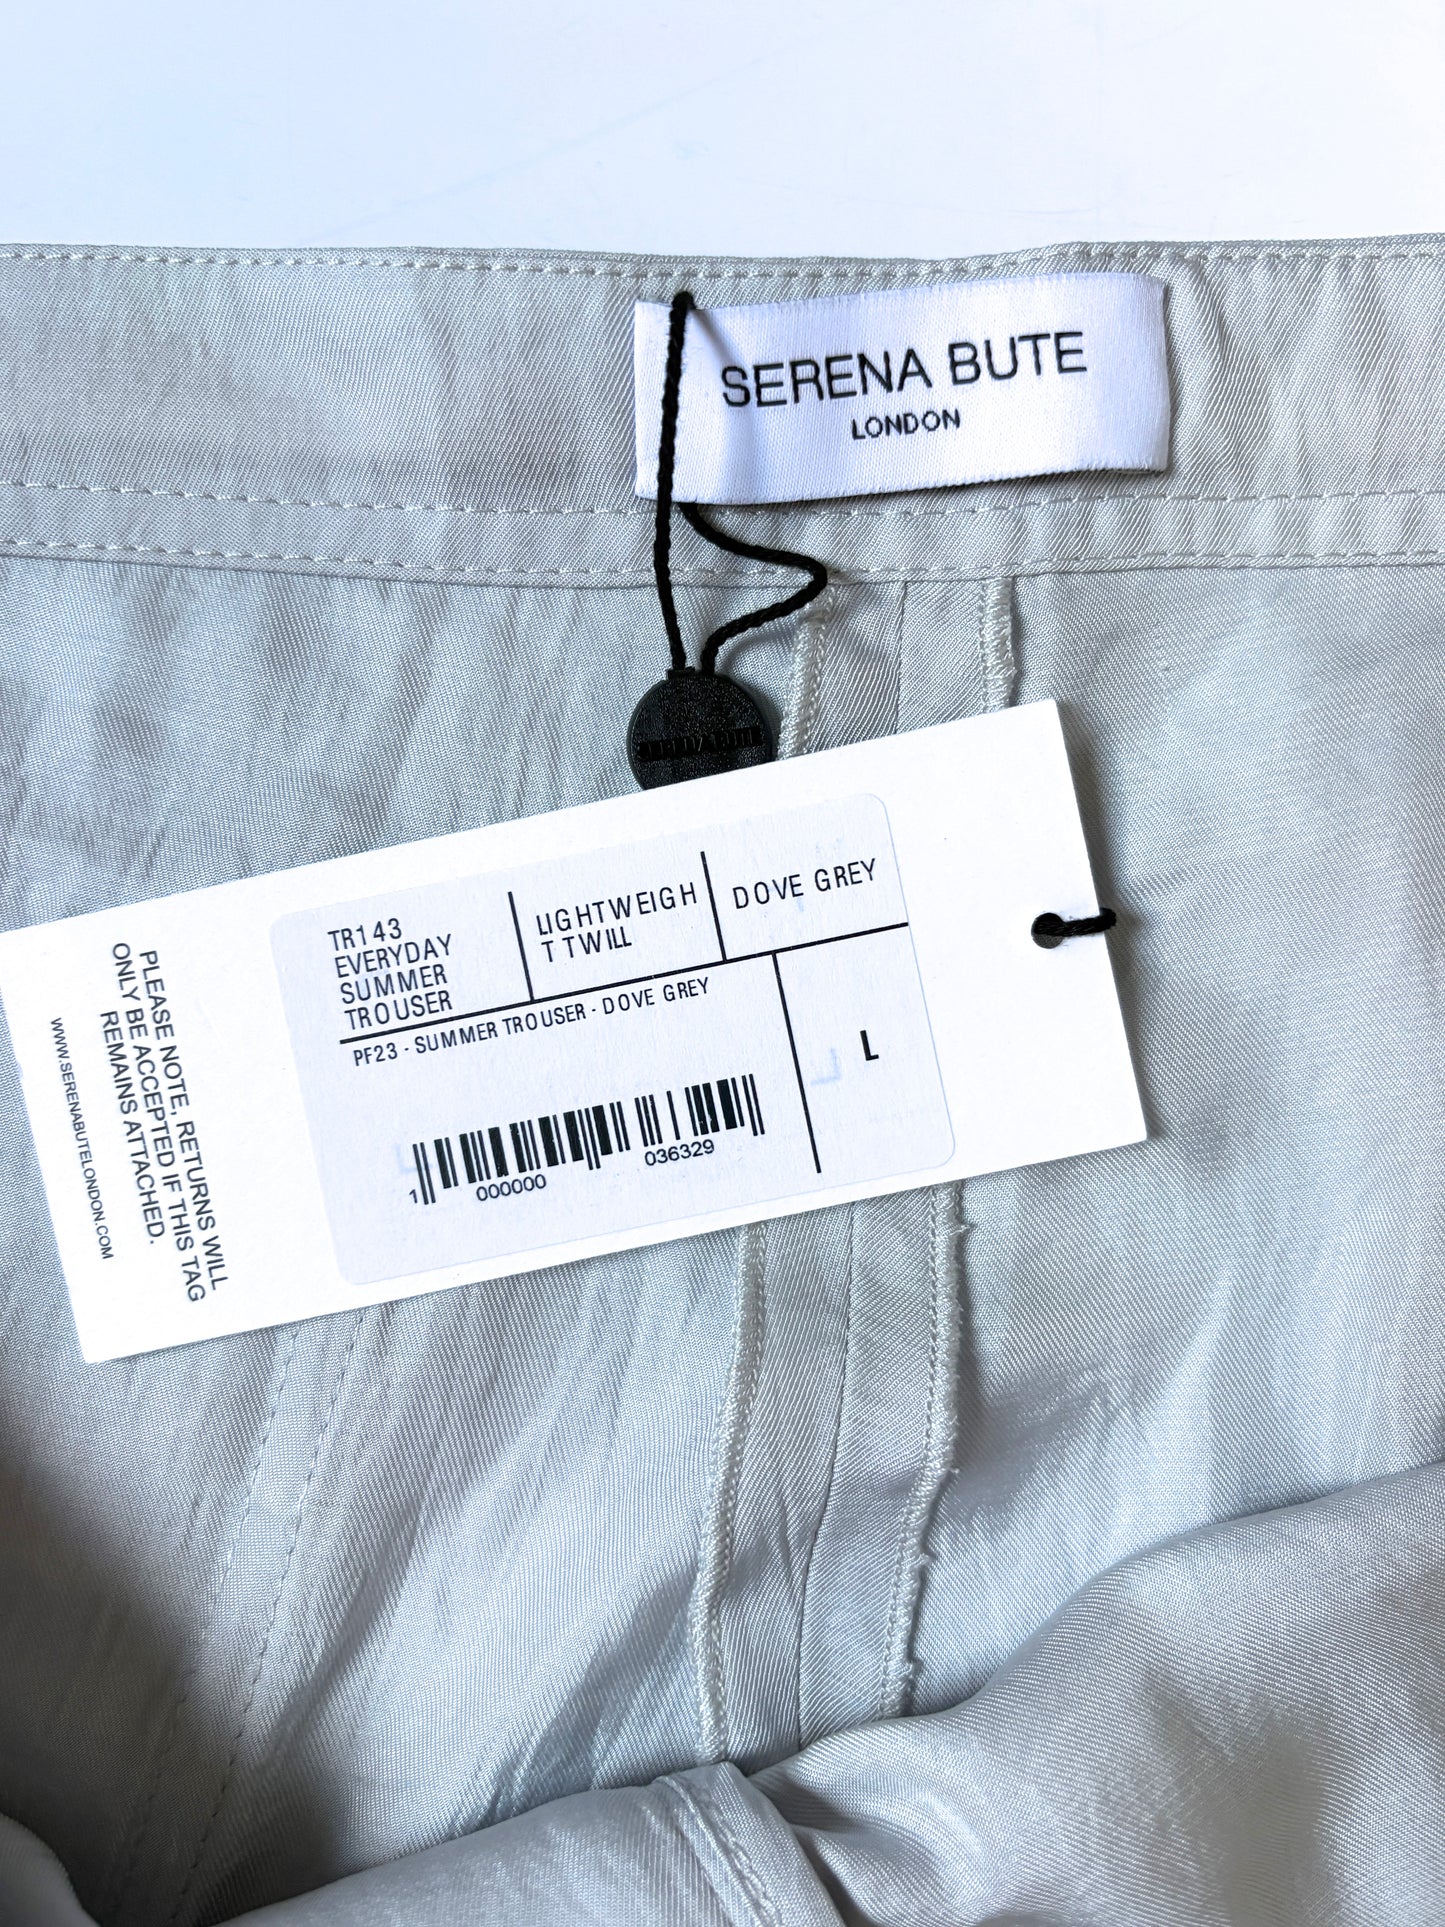 SERENA BUTE
LONDON
TR143
EVERYDAY
SUMMER
TROUSER
LIGHTWEIGH
T TWILL
DOVE GREY
PF23 - SUMMER TROUSER - DOVE GREY
L
1 000000 036329
PLEASE NOTE, RETURNS WILL
ONLY BE ACCEPTED IF THIS TAG
REMAINS ATTACHED.
WWW.SERENABUTELONDON.COM